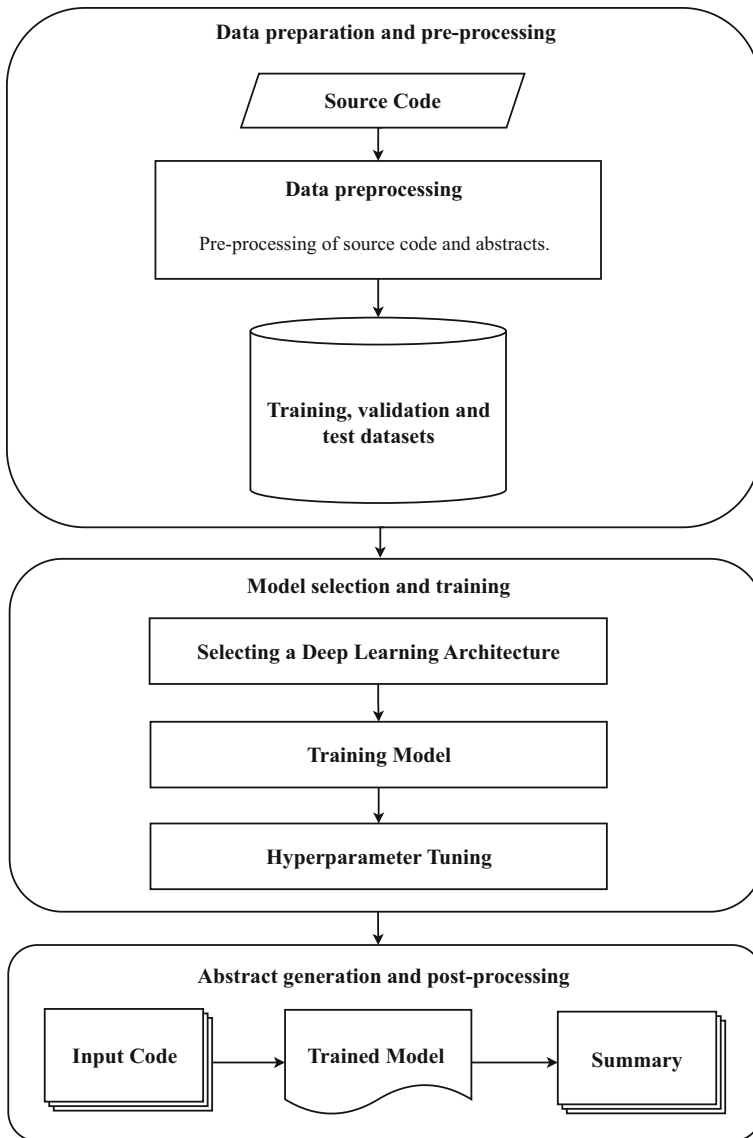 Data preparation and pre-processing
Source Code
Data preprocessing
Pre-processing of source code and abstracts.
Training, validation and
test datasets
Model selection and training
Selecting a Deep Learning Architecture
Training Model
Hyperparameter Tuning
Abstract generation and post-processing
Input Code
Trained Model
Summary